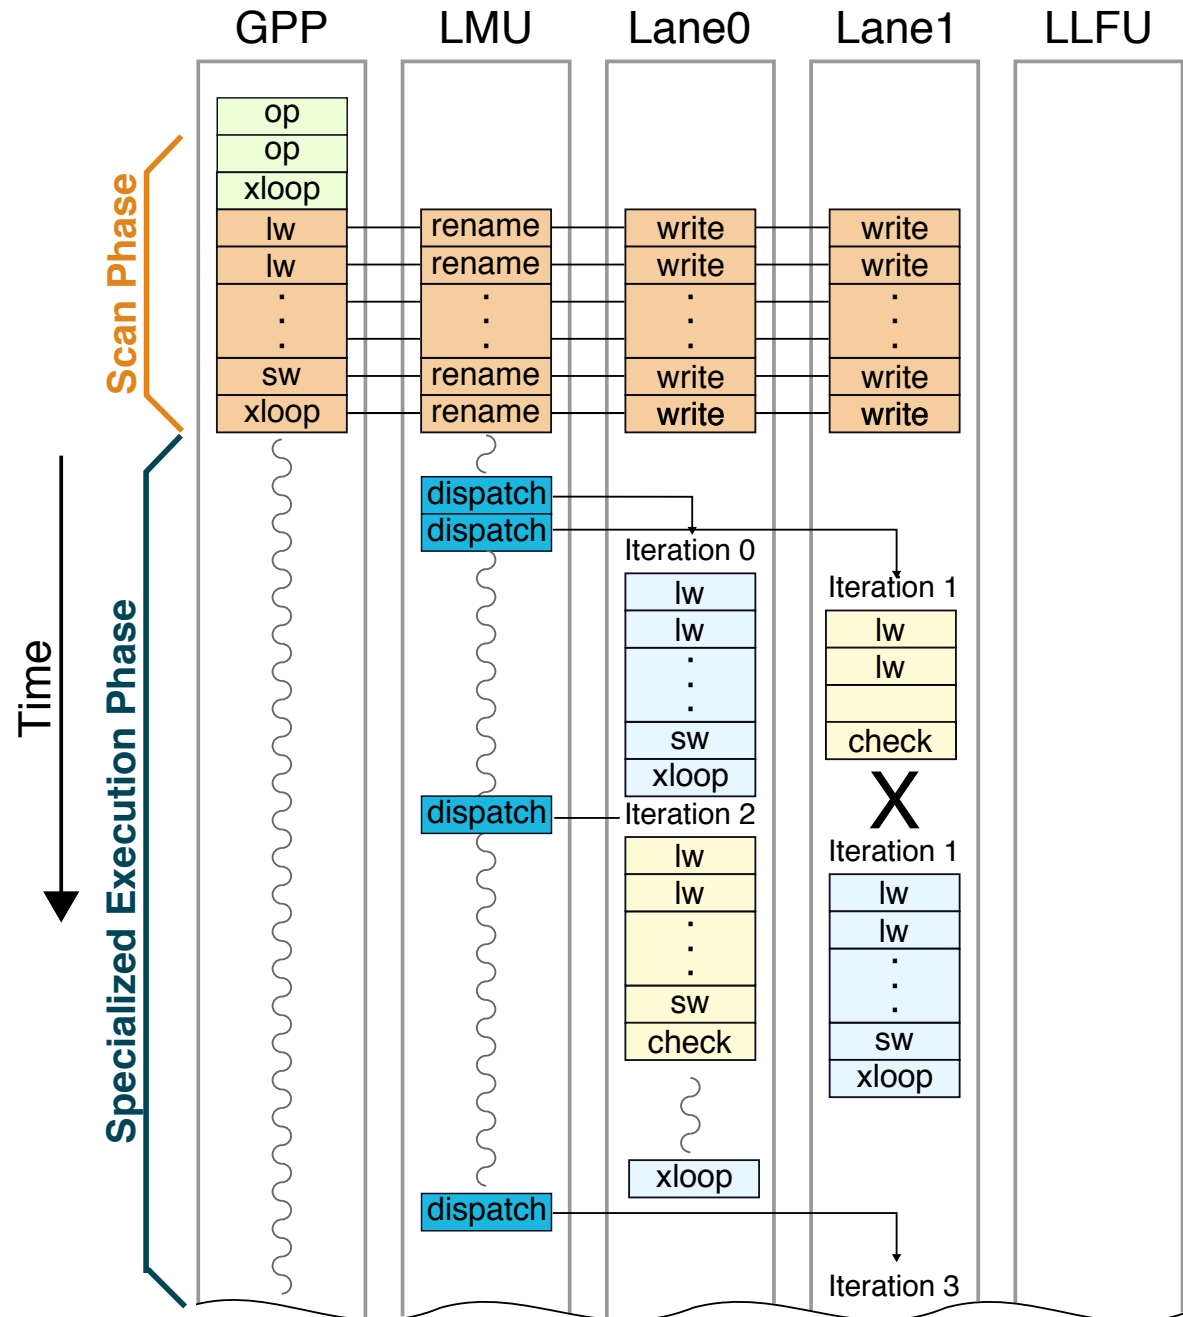 GPP LMU Lane0 Lane1 LLFU
op
op
xloop
lw rename write write
lw rename write write
. . . .
. . . .
. . . .
sw rename write write
xloop rename write write
Scan Phase
Time
Specialized Execution Phase
dispatch
dispatch
Iteration 0
lw
lw
.
.
.
sw
xloop
Iteration 1
lw
lw
check
X
dispatch
Iteration 2
lw
lw
.
.
.
sw
check
xloop
Iteration 1
lw
lw
.
.
.
sw
xloop
dispatch
Iteration 3